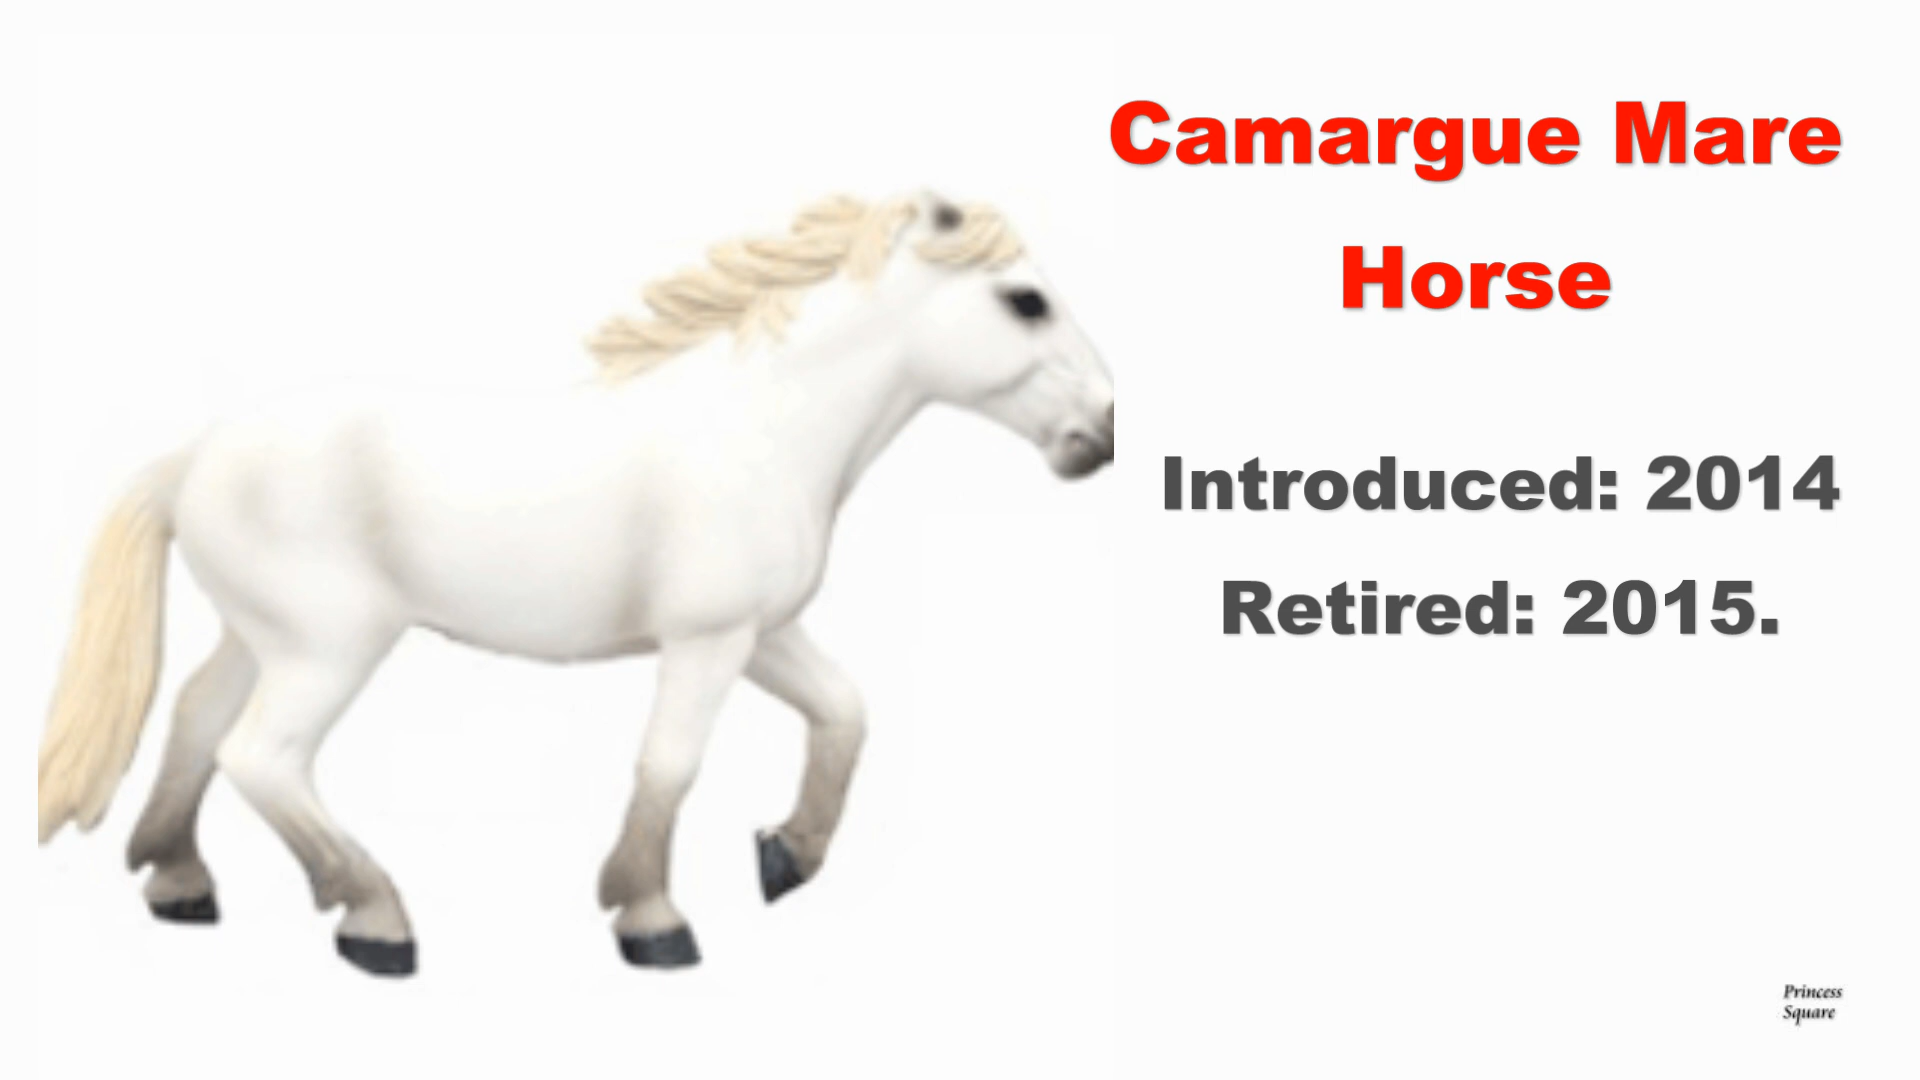 Camargue Mare
Horse
Introduced: 2014
Retired: 2015.
Princess
Square